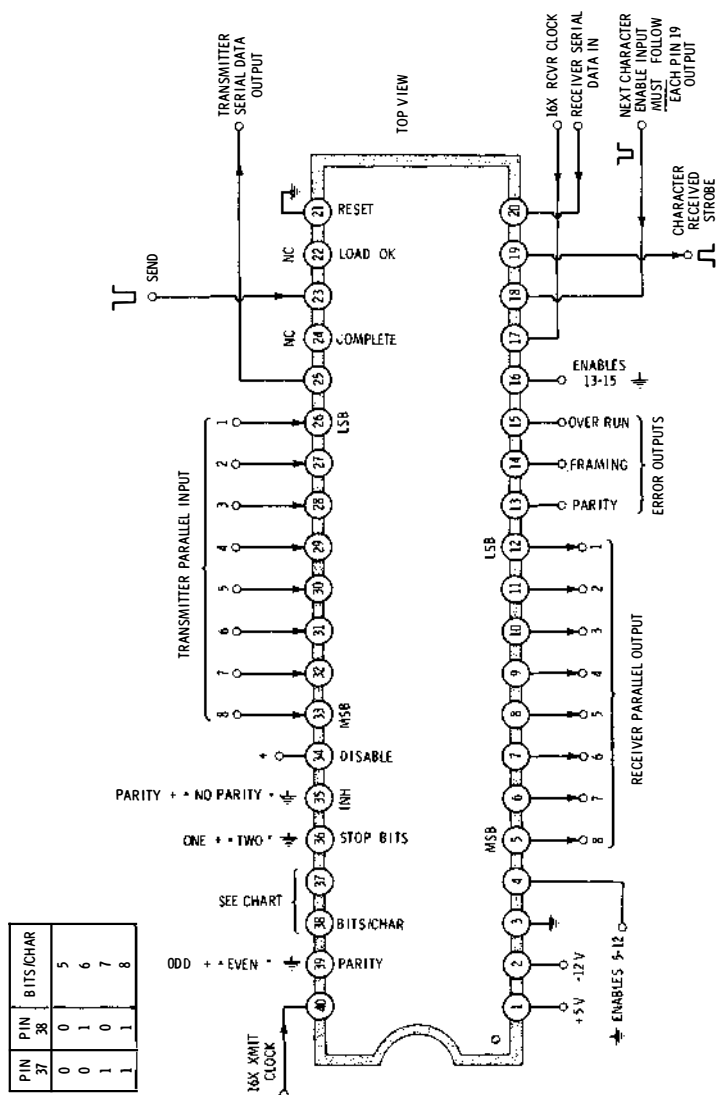 TRANSMITTER
SERIAL DATA
OUTPUT
TOP VIEW
16X RCVR CLOCK
RECEIVER SERIAL
DATA IN
NEXT CHARACTER
ENABLE INPUT
MUST FOLLOW
EACH PIN 19
OUTPUT
CHARACTER
RECEIVED
STROBE
SEND
NC
NC
21 RESET
22 LOAD OK
23
24 COMPLETE
25
26 LSB
27
28
29
30
31
32
33 MSB
34 DISABLE
35 INH
36 STOP BITS
37
38 BITS/CHAR
39 PARITY
40
TRANSMITTER PARALLEL INPUT
1
2
3
4
5
6
7
8
+
PARITY + NO PARITY
ONE + TWO
SEE CHART
ODD + EVEN
16X XMIT
CLOCK
20
19
18
17
16
ENABLES
13-15
15 OVER RUN
14 FRAMING
13 PARITY
ERROR OUTPUTS
LSB 12
11
10
9
8
7
6
MSB 5
4
3
2
1
1
2
3
4
5
6
7
8
RECEIVER PARALLEL OUTPUT
ENABLES 5-12
-12 V
+5 V
PIN 37 PIN 38 BITS/CHAR
0 0 5
0 1 6
1 0 7
1 1 8